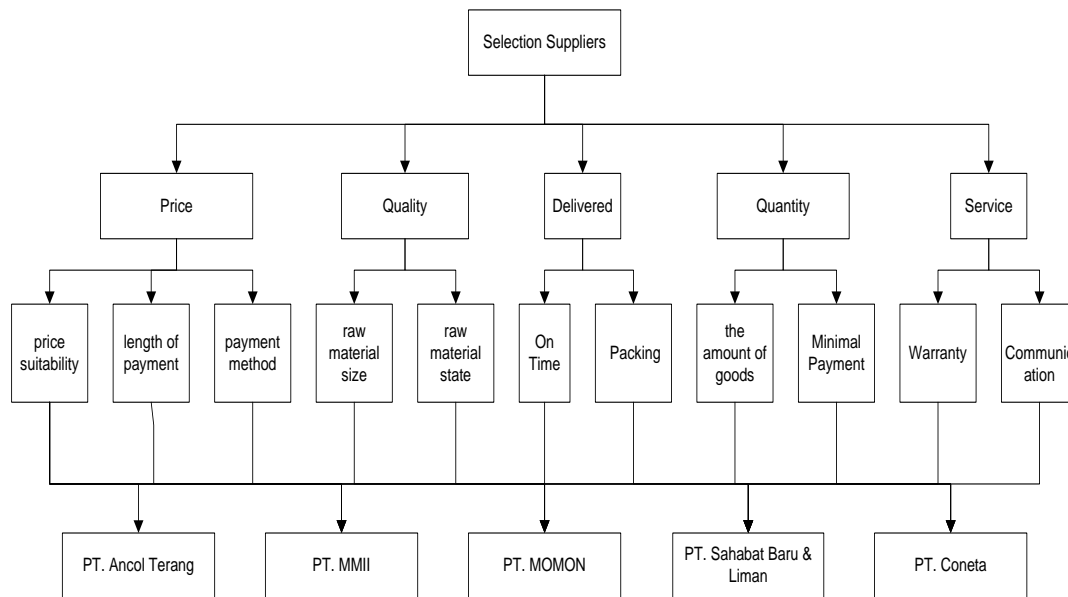 Selection Suppliers
Price
Quality
Delivered
Quantity
Service
price
suitability
length of
payment
payment
method
raw
material
size
raw
material
state
On
Time
Packing
the
amount of
goods
Minimal
Payment
Warranty
Communic
ation
PT. Ancol Terang
PT. MMII
PT. MOMON
PT. Sahabat Baru &
Liman
PT. Coneta